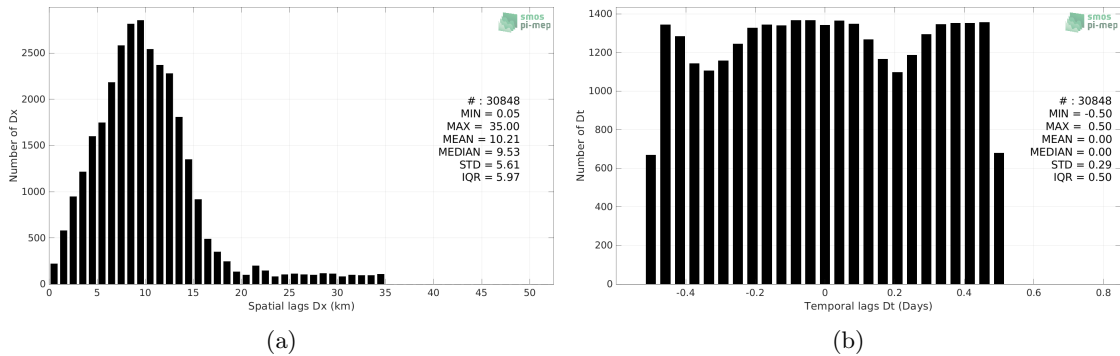 smos
pi-mep
2500
2000
1500
1000
500
0
Number of Dx
# : 30848
MIN = 0.05
MAX = 35.00
MEAN = 10.21
MEDIAN = 9.53
STD = 5.61
IQR = 5.97
0 5 10 15 20 25 30 35 40 45 50
Spatial lags Dx (km)
(a)
smos
pi-mep
1400
1200
1000
800
600
400
200
0
Number of Dt
# : 30848
MIN = -0.50
MAX = 0.50
MEAN = 0.00
MEDIAN = 0.00
STD = 0.29
IQR = 0.50
-0.4 -0.2 0 0.2 0.4 0.6 0.8
Temporal lags Dt (Days)
(b)